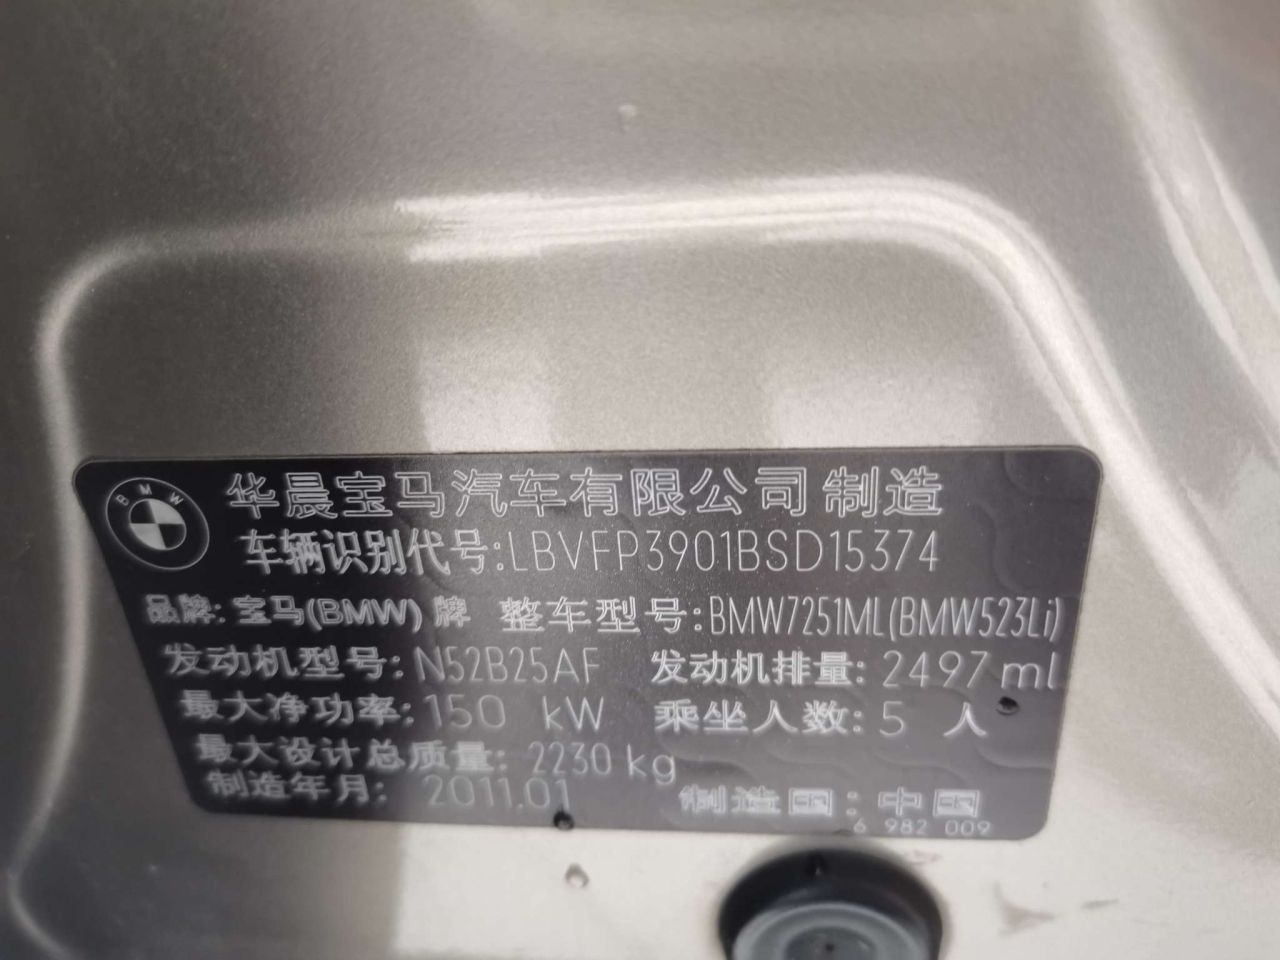 BMW
华晨宝马汽车有限公司 制造
车辆识别代号:LBVFP3901BSD15374
品牌: 宝马(BMW) 牌 整车型号:BMW7251ML(BMW523Li)
发动机型号: N52B25AF 发动机排量: 2497 ml
最大净功率: 150 kW 乘坐人数: 5 人
最大设计总质量: 2230 kg
制造年月: 2011.01 制造国: 中国
6 982 009